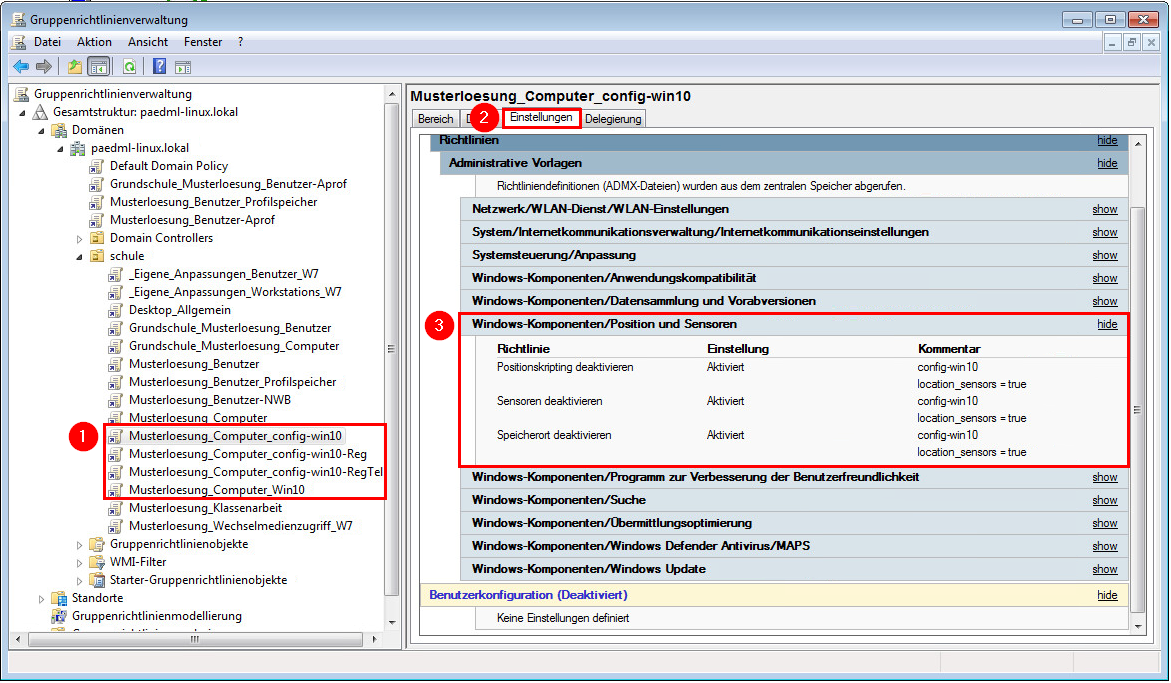 Gruppenrichtlinienverwaltung
Datei Aktion Ansicht Fenster ?
Gruppenrichtlinienverwaltung
Gesamtstruktur: paedml-linux.lokal
Domänen
paedml-linux.lokal
Default Domain Policy
Grundschule_Musterloesung_Benutzer-Aprof
Musterloesung_Benutzer_Profilspeicher
Musterloesung_Benutzer-Aprof
Domain Controllers
schule
_Eigene_Anpassungen_Benutzer_W7
_Eigene_Anpassungen_Workstations_W7
Desktop_Allgemein
Grundschule_Musterloesung_Benutzer
Grundschule_Musterloesung_Computer
Musterloesung_Benutzer
Musterloesung_Benutzer_Profilspeicher
Musterloesung_Benutzer-NWB
Musterloesung_Computer
1
Musterloesung_Computer_config-win10
Musterloesung_Computer_config-win10-Reg
Musterloesung_Computer_config-win10-RegTel
Musterloesung_Computer_Win10
Musterloesung_Klassenarbeit
Musterloesung_Wechselmedienzugriff_W7
Gruppenrichtlinienobjekte
WMI-Filter
Starter-Gruppenrichtlinienobjekte
Standorte
Gruppenrichtlinienmodellierung
Musterloesung_Computer_config-win10
Bereich D 2 Einstellungen Delegierung
Richtlinien hide
Administrative Vorlagen hide
Richtliniendefinitionen (ADMX-Dateien) wurden aus dem zentralen Speicher abgerufen.
Netzwerk/WLAN-Dienst/WLAN-Einstellungen show
System/Internetkommunikationsverwaltung/Internetkommunikationseinstellungen show
Systemsteuerung/Anpassung show
Windows-Komponenten/Anwendungskompatibilität show
Windows-Komponenten/Datensammlung und Vorabversionen show
3 Windows-Komponenten/Position und Sensoren hide
Richtlinie Einstellung Kommentar
Positionskripting deaktivieren Aktiviert config-win10
location_sensors = true
Sensoren deaktivieren Aktiviert config-win10
location_sensors = true
Speicherort deaktivieren Aktiviert config-win10
location_sensors = true
Windows-Komponenten/Programm zur Verbesserung der Benutzerfreundlichkeit show
Windows-Komponenten/Suche show
Windows-Komponenten/Übermittlungsoptimierung show
Windows-Komponenten/Windows Defender Antivirus/MAPS show
Windows-Komponenten/Windows Update show
Benutzerkonfiguration (Deaktiviert) hide
Keine Einstellungen definiert